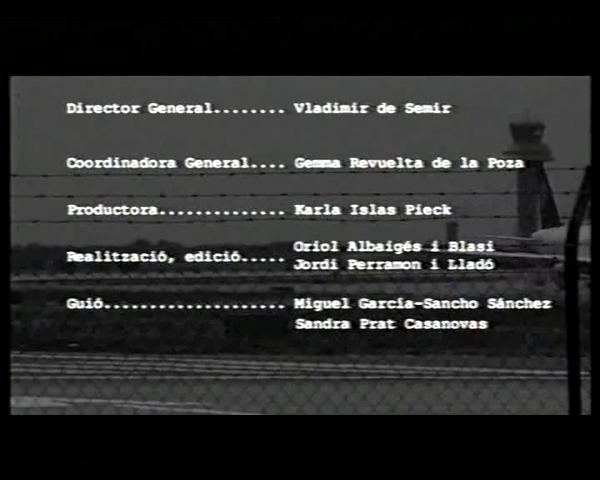 Director General........ Vladimir de Semir
Coordinadora General.... Gemma Revuelta de la Poza
Productora.............. Karla Islas Pieck
Realització, edició..... Oriol Albaigés i Blasi
Jordi Perramon i Lladó
Guió.................... Miguel García-Sancho Sánchez
Sandra Prat Casanovas